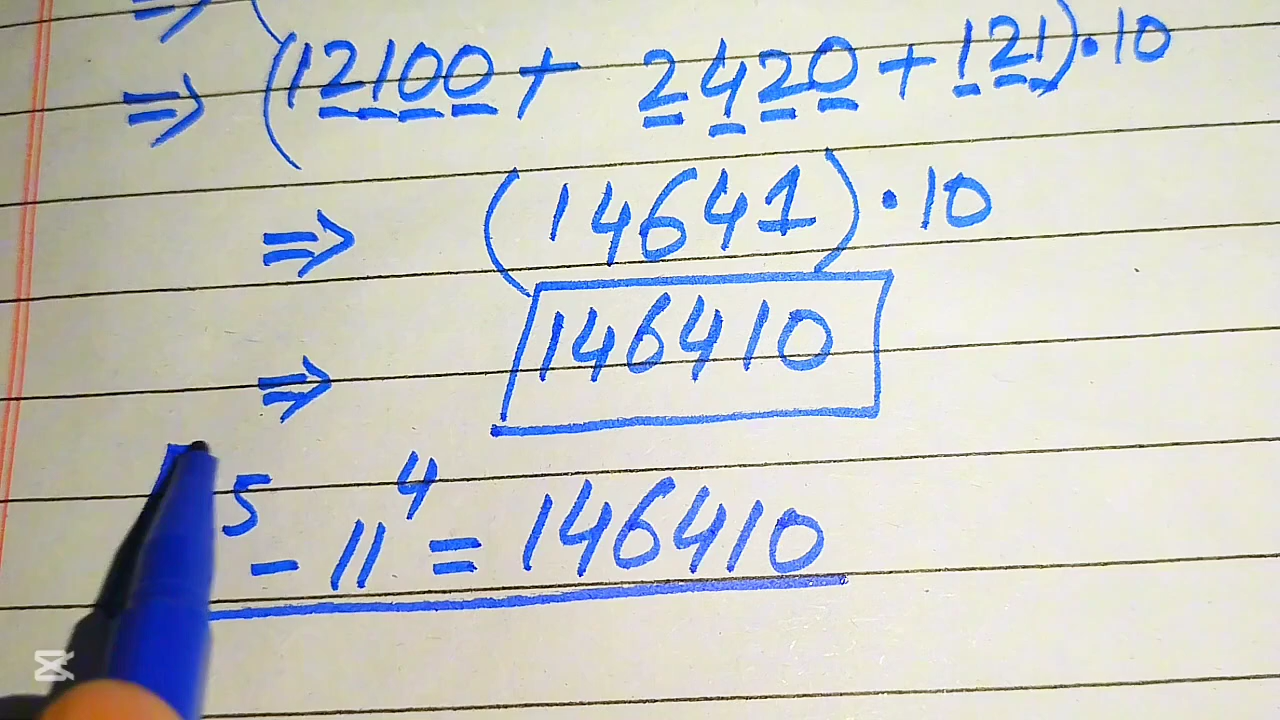 => (12100 + 2420 + 121) · 10
=> (14641) · 10
=> 146410
5 - 11⁴ = 146410